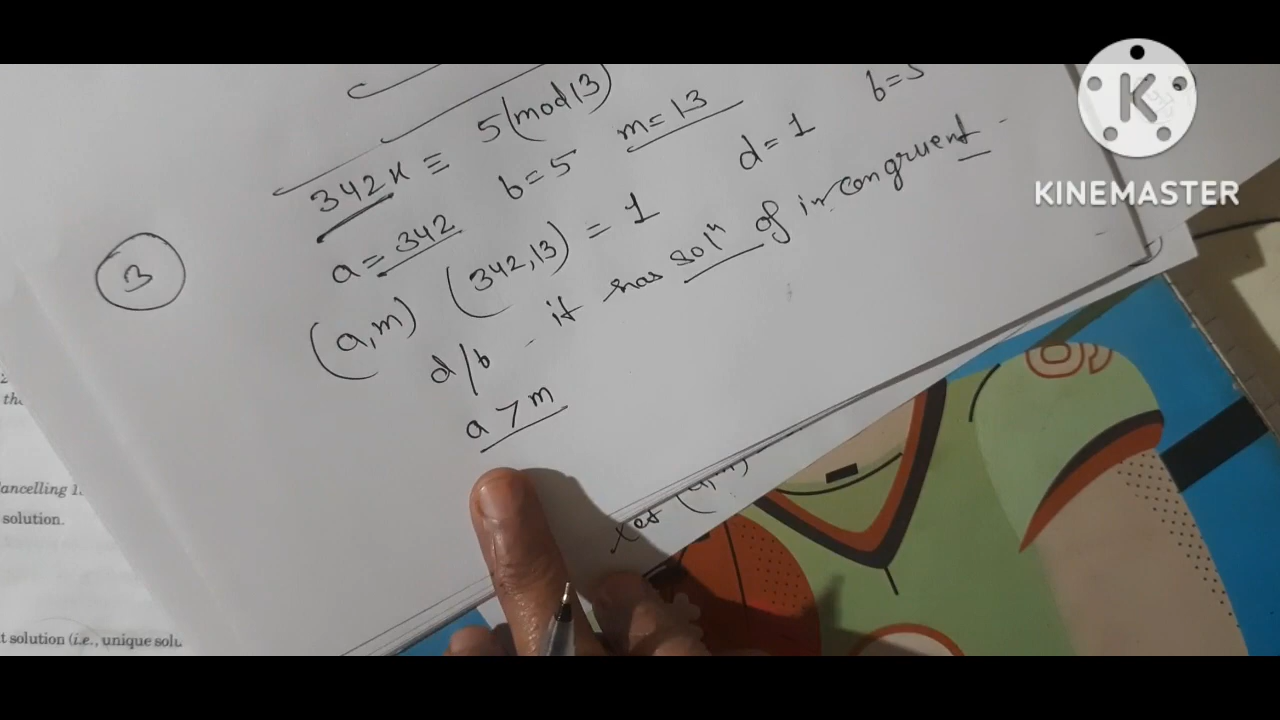 342x ≡ 5(mod 13)
3
a = 342 b = 5 m = 13
(a,m) (342,13) = 1 d = 1 b = 5
d/b - it has solⁿ of incongruent -
a > m
K
KINEMASTER
ancelling 1.
solution.
t solution (i.e., unique solu